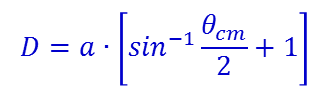 D = a · [sin⁻¹ θ_cm/2 + 1]